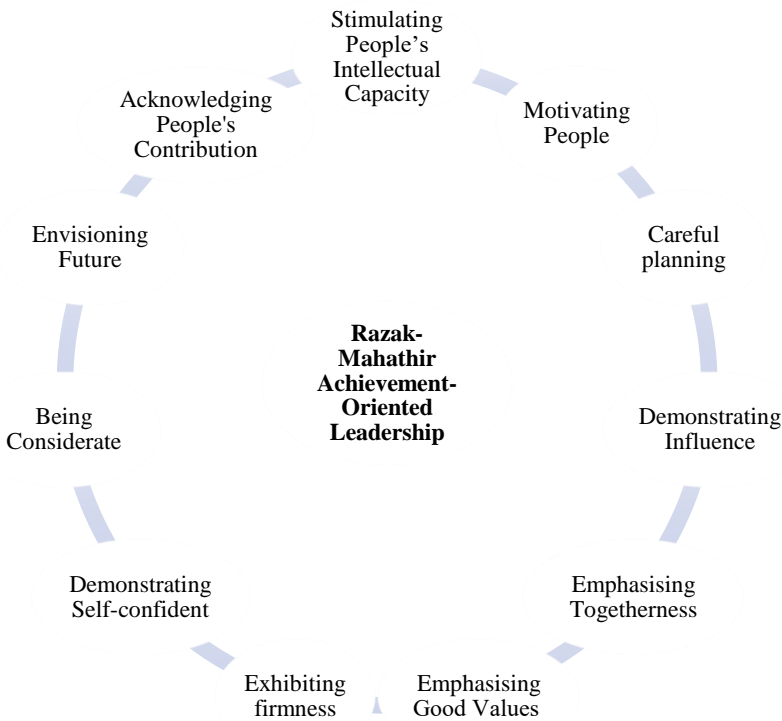 Stimulating
People’s
Intellectual
Capacity
Motivating
People
Careful
planning
Demonstrating
Influence
Emphasising
Togetherness
Emphasising
Good Values
Exhibiting
firmness
Demonstrating
Self-confident
Being
Considerate
Envisioning
Future
Acknowledging
People's
Contribution
Razak-
Mahathir
Achievement-
Oriented
Leadership